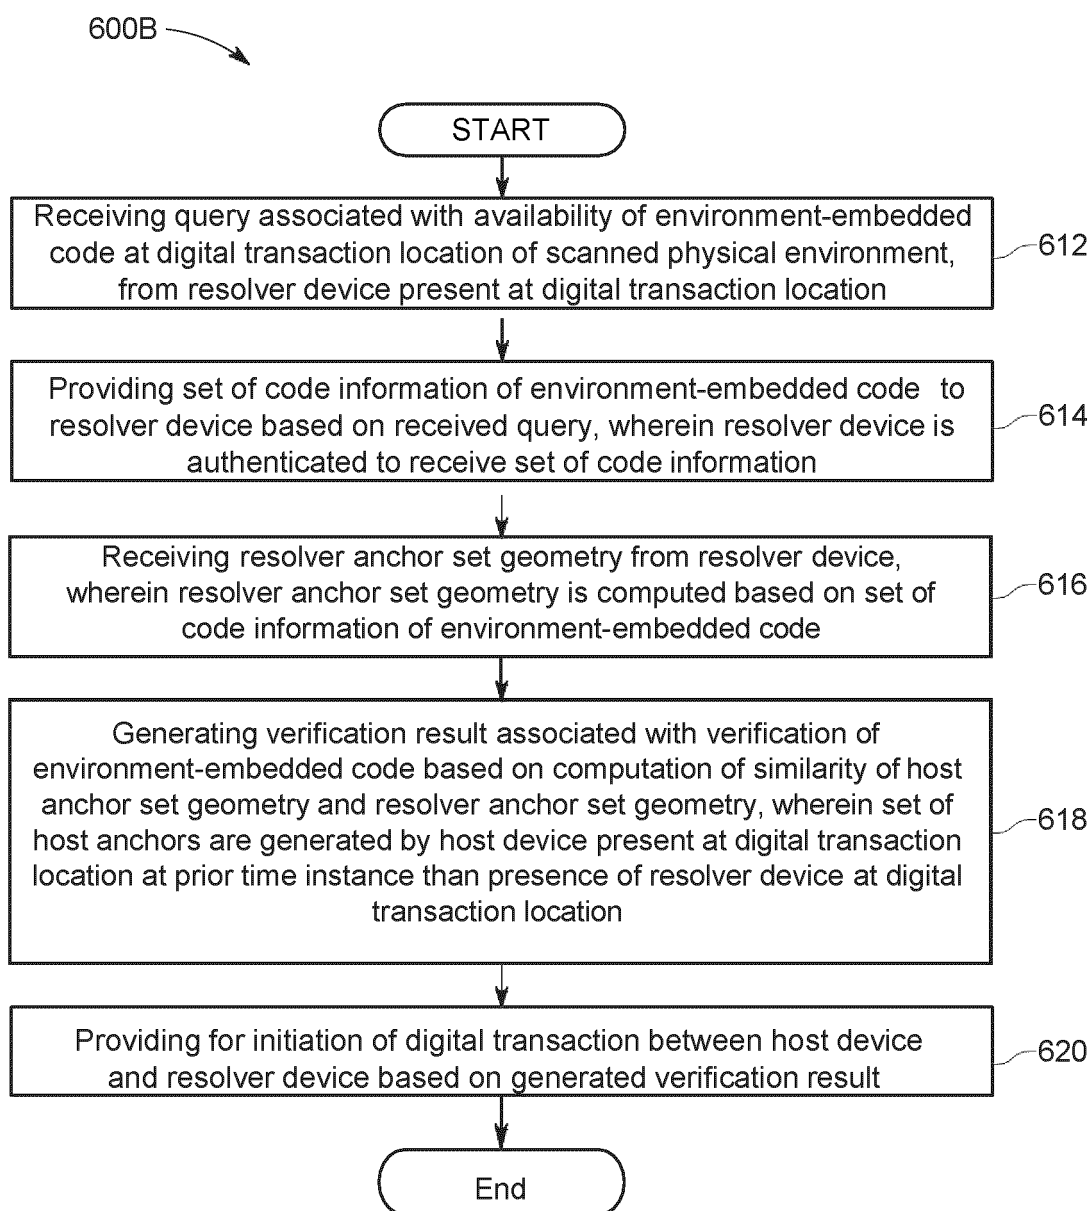 600B
START
Receiving query associated with availability of environment-embedded
code at digital transaction location of scanned physical environment,
from resolver device present at digital transaction location
612
Providing set of code information of environment-embedded code to
resolver device based on received query, wherein resolver device is
authenticated to receive set of code information
614
Receiving resolver anchor set geometry from resolver device,
wherein resolver anchor set geometry is computed based on set of
code information of environment-embedded code
616
Generating verification result associated with verification of
environment-embedded code based on computation of similarity of host
anchor set geometry and resolver anchor set geometry, wherein set of
host anchors are generated by host device present at digital transaction
location at prior time instance than presence of resolver device at digital
transaction location
618
Providing for initiation of digital transaction between host device
and resolver device based on generated verification result
620
End